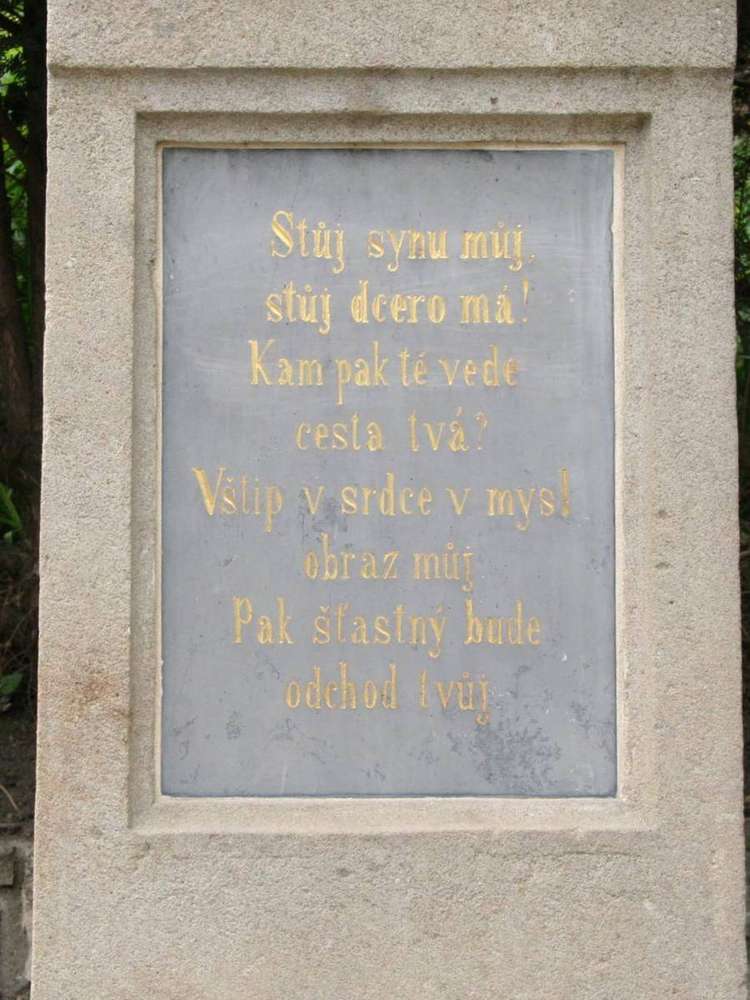 Stůj synu můj,
stůj dcero má!
Kam pak té vede
cesta tvá?
Vštip v srdce v mysl
obraz můj
Pak šťastný bude
odchod tvůj